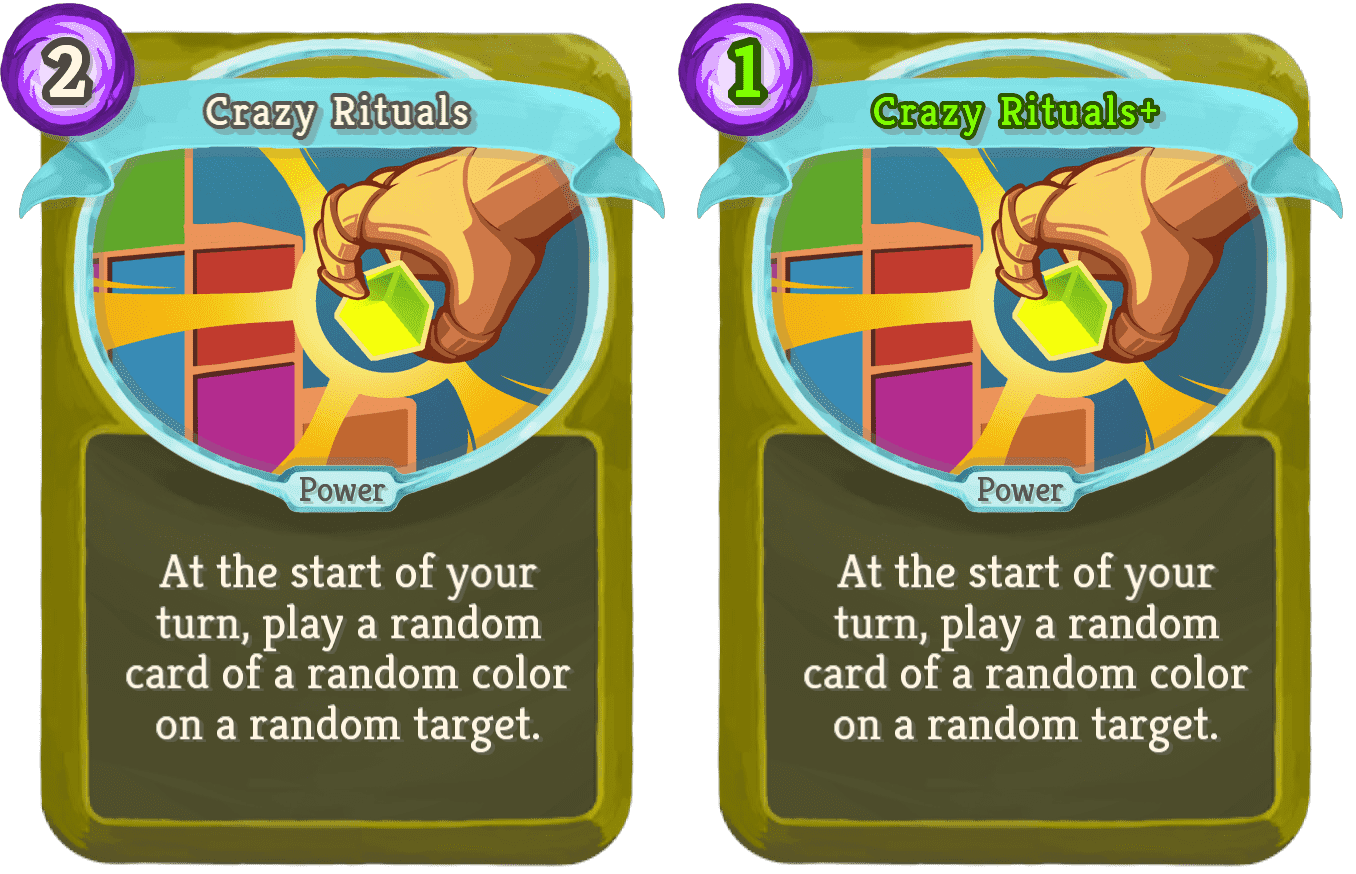 2
Crazy Rituals
Power
At the start of your
turn, play a random
card of a random color
on a random target.
1
Crazy Rituals+
Power
At the start of your
turn, play a random
card of a random color
on a random target.